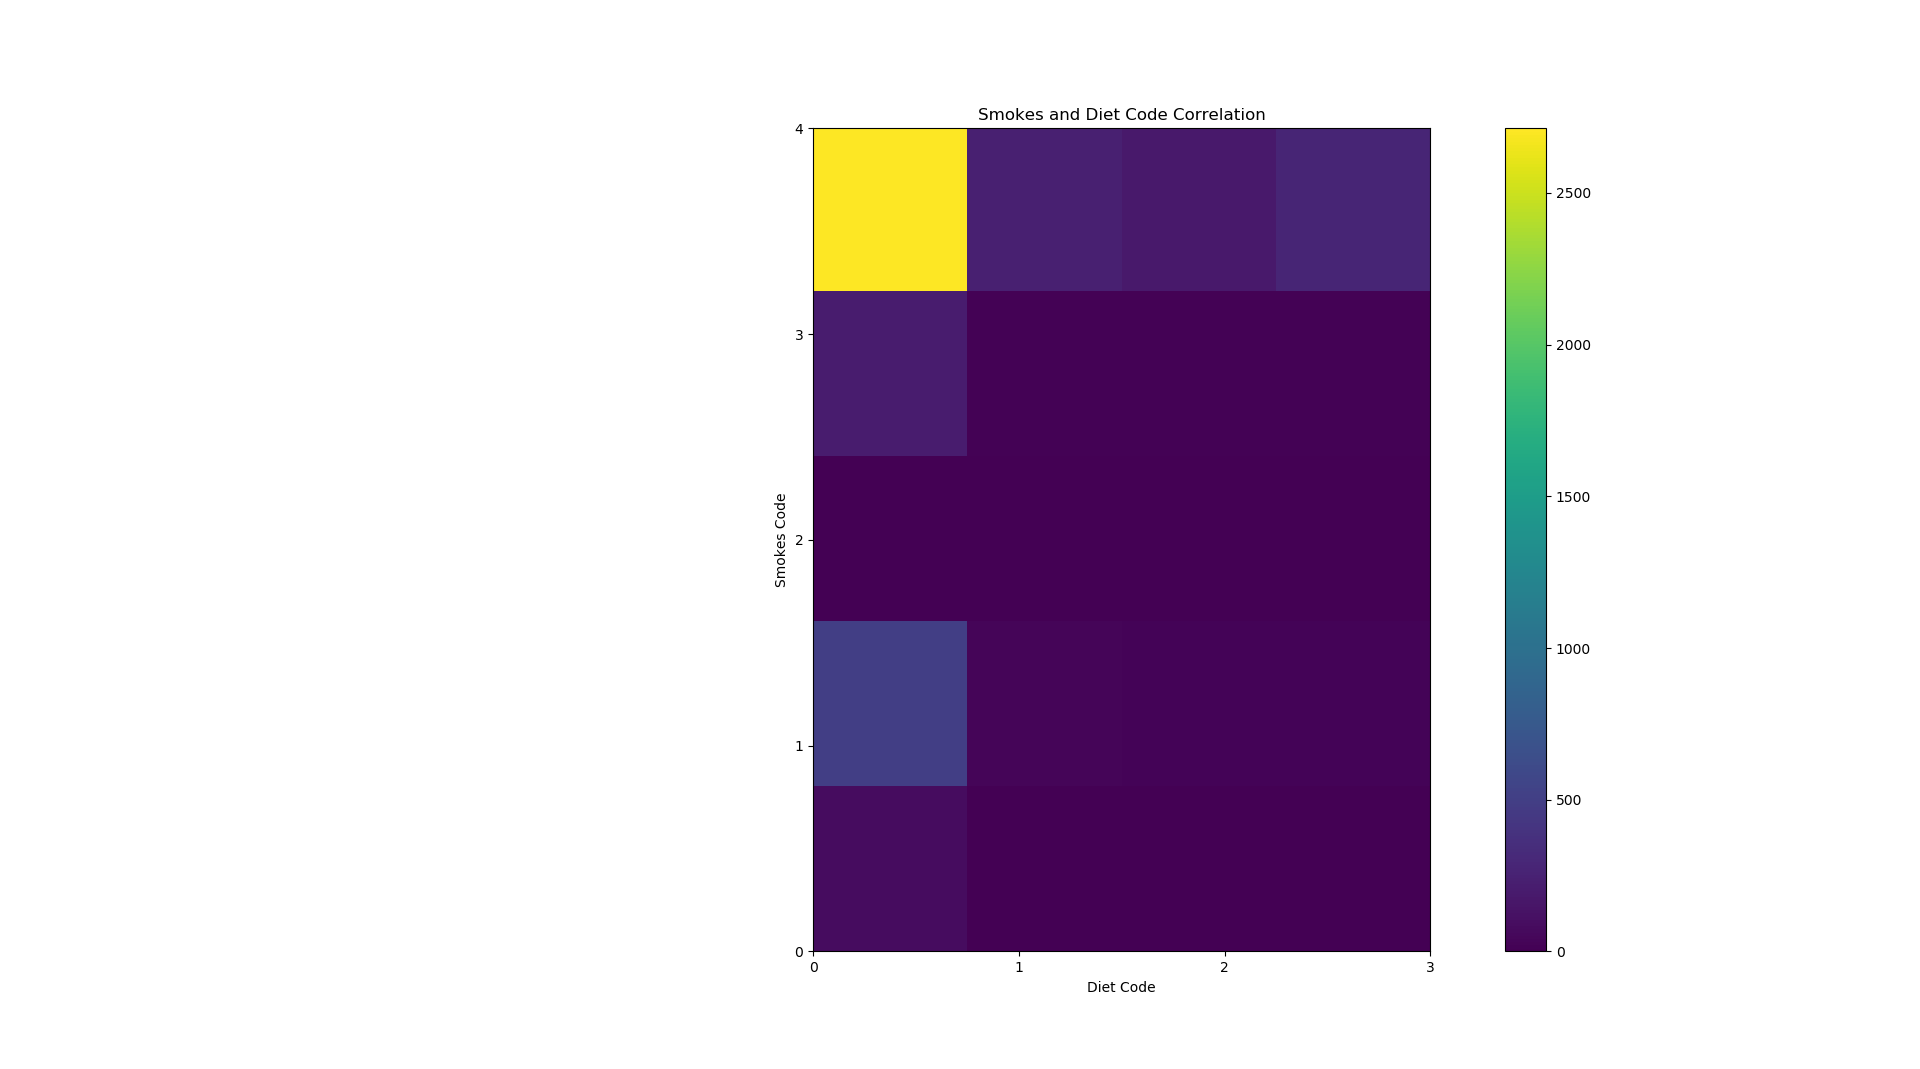 Smokes and Diet Code Correlation
4
3
2
1
0
Smokes Code
0 1 2 3
Diet Code
2500
2000
1500
1000
500
0